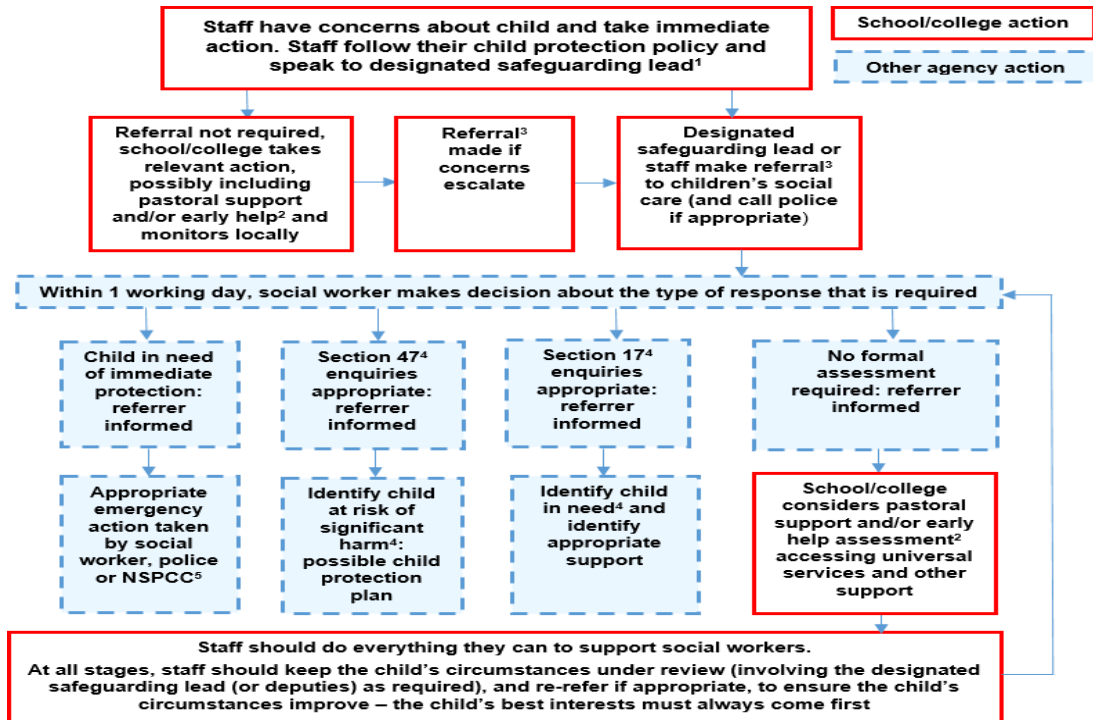 Staff have concerns about child and take immediate
action. Staff follow their child protection policy and
speak to designated safeguarding lead¹
School/college action
Other agency action
Referral not required,
school/college takes
relevant action,
possibly including
pastoral support
and/or early help² and
monitors locally
Referral³
made if
concerns
escalate
Designated
safeguarding lead or
staff make referral³
to children’s social
care (and call police
if appropriate)
Within 1 working day, social worker makes decision about the type of response that is required
Child in need
of immediate
protection:
referrer
informed
Section 47⁴
enquiries
appropriate:
referrer
informed
Section 17⁴
enquiries
appropriate:
referrer
informed
No formal
assessment
required: referrer
informed
Appropriate
emergency
action taken
by social
worker, police
or NSPCC⁵
Identify child
at risk of
significant
harm⁴:
possible child
protection
plan
Identify child
in need⁴ and
identify
appropriate
support
School/college
considers pastoral
support and/or early
help assessment²
accessing universal
services and other
support
Staff should do everything they can to support social workers.
At all stages, staff should keep the child’s circumstances under review (involving the designated
safeguarding lead (or deputies) as required), and re-refer if appropriate, to ensure the child’s
circumstances improve – the child’s best interests must always come first